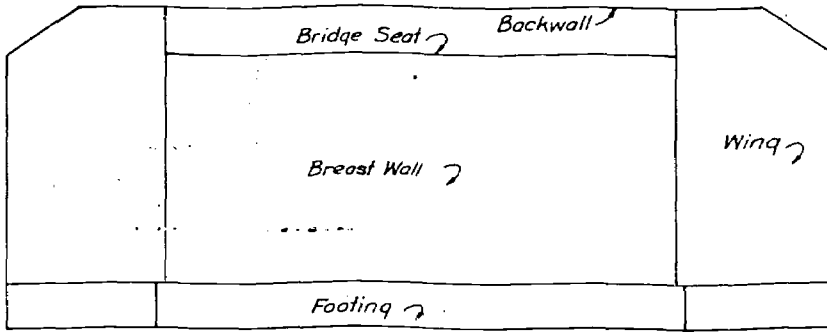 Backwall
Bridge Seat
Wing
Breast Wall
Footing